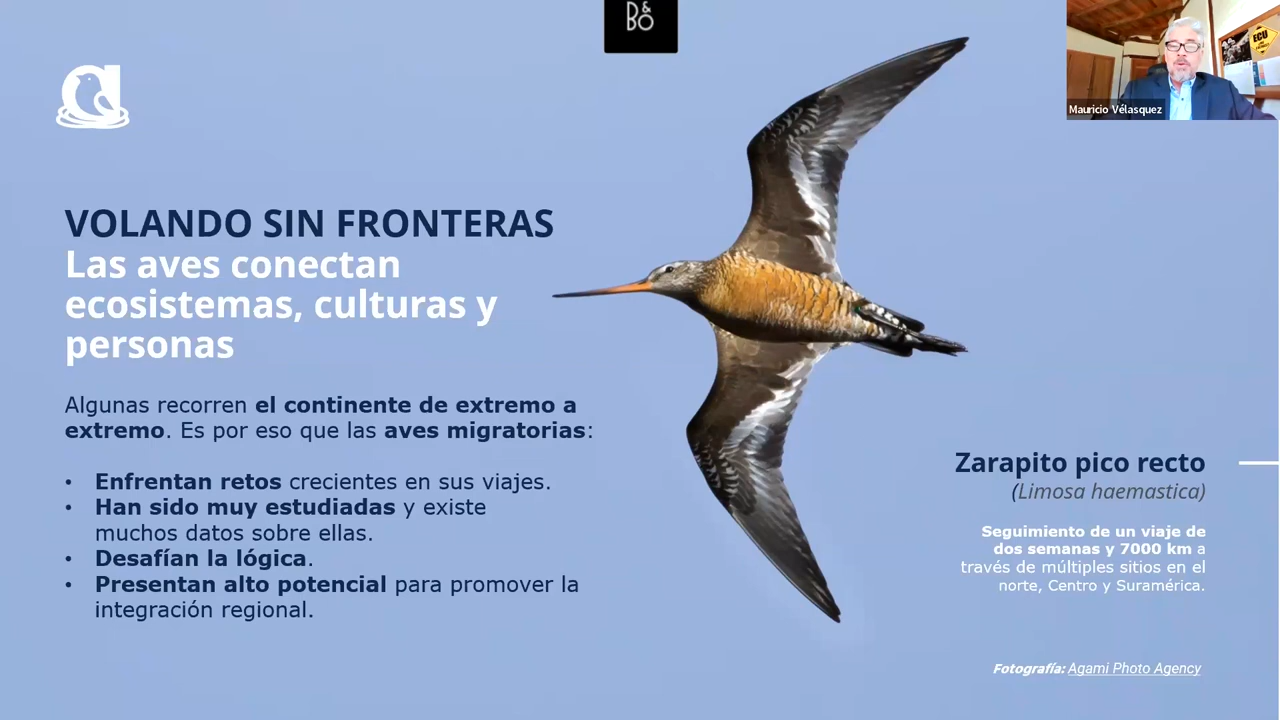 B&
BO
ECU
Mauricio Vélasquez
VOLANDO SIN FRONTERAS
Las aves conectan
ecosistemas, culturas y
personas
Algunas recorren el continente de extremo a
extremo. Es por eso que las aves migratorias:
• Enfrentan retos crecientes en sus viajes.
• Han sido muy estudiadas y existe
muchos datos sobre ellas.
• Desafían la lógica.
• Presentan alto potencial para promover la
integración regional.
Zarapito pico recto
(Limosa haemastica)
Seguimiento de un viaje de
dos semanas y 7000 km a
través de múltiples sitios en el
norte, Centro y Suramérica.
Fotografía: Agami Photo Agency